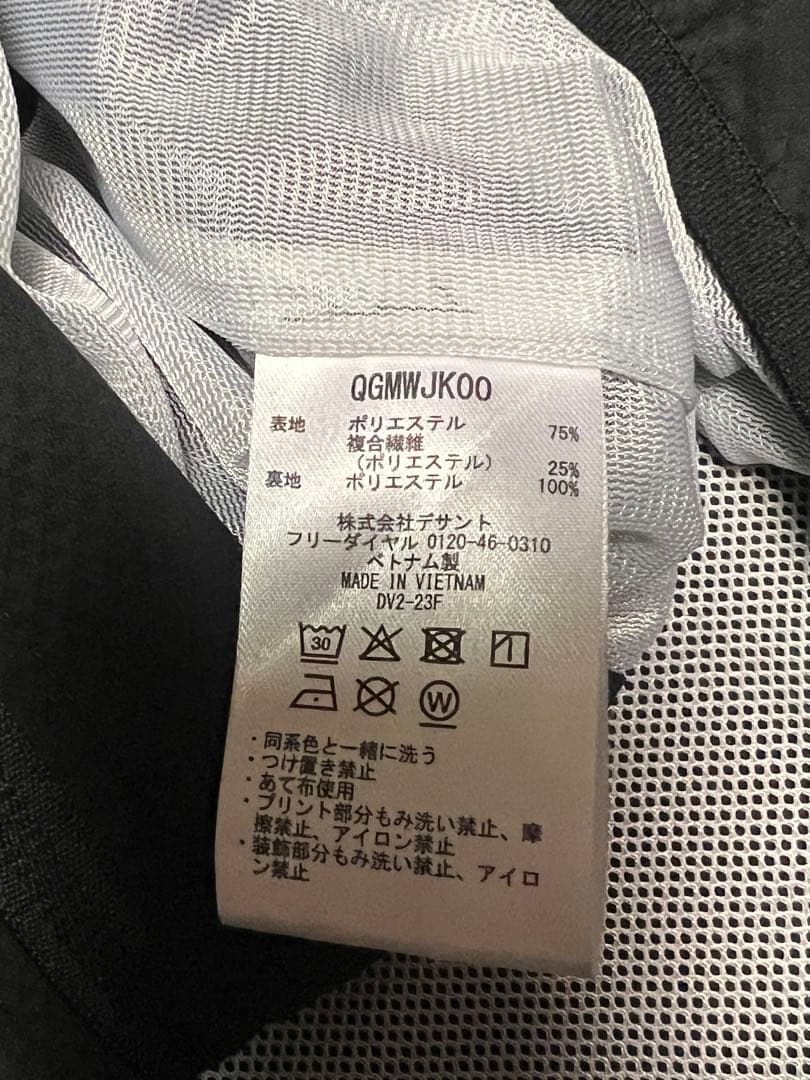 QGMWJK00
表地 ポリエステル 75%
複合繊維
(ポリエステル) 25%
裏地 ポリエステル 100%
株式会社デサント
フリーダイヤル 0120-46-0310
ベトナム製
MADE IN VIETNAM
DV2-23F
30
W
・同系色と一緒に洗う
・つけ置き禁止
・あて布使用
・プリント部分もみ洗い禁止、摩
擦禁止、アイロン禁止
・装飾部分もみ洗い禁止、アイロ
ン禁止